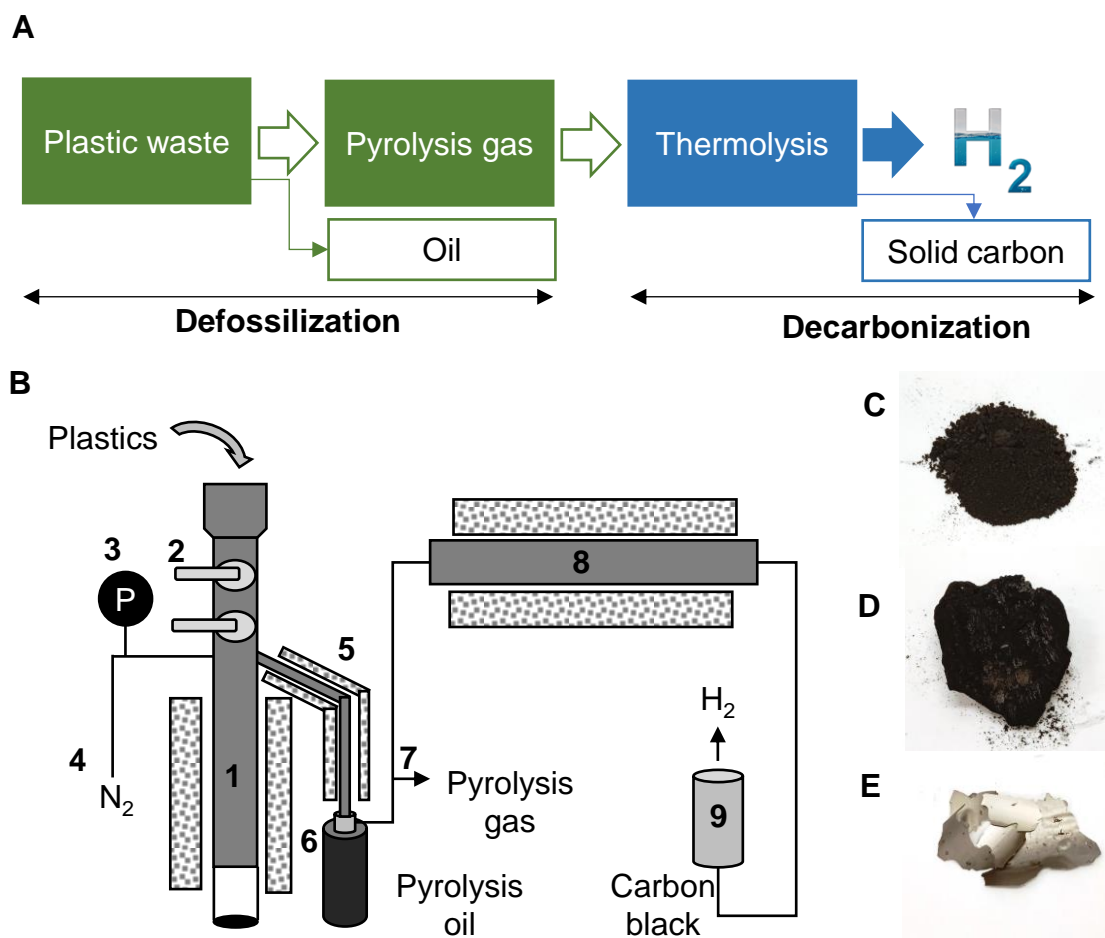 A
Plastic waste
Pyrolysis gas
Thermolysis
H2
Oil
Solid carbon
Defossilization
Decarbonization
B
Plastics
3
2
P
5
4
N2
1
7
Pyrolysis
gas
6
Pyrolysis
oil
8
H2
9
Carbon
black
C
D
E